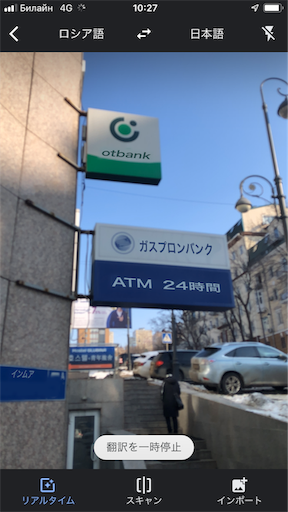 Билайн 4G 10:27
ロシア語 日本語
otbank
ガスプロンバンク
ATM 24時間
インムア
翻訳を一時停止
リアルタイム スキャン インポート